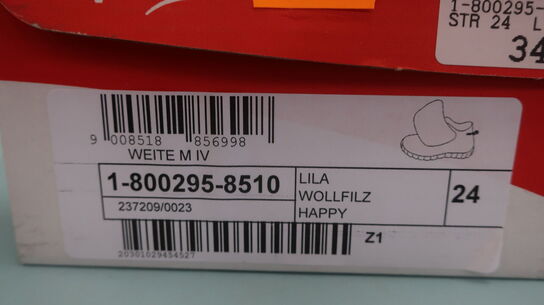 1-800295-
STR 24 L
34
9 008518 856998
WEITE M IV
1-800295-8510
237209/0023
LILA
WOLLFILZ
HAPPY
24
Z1
20301029454527